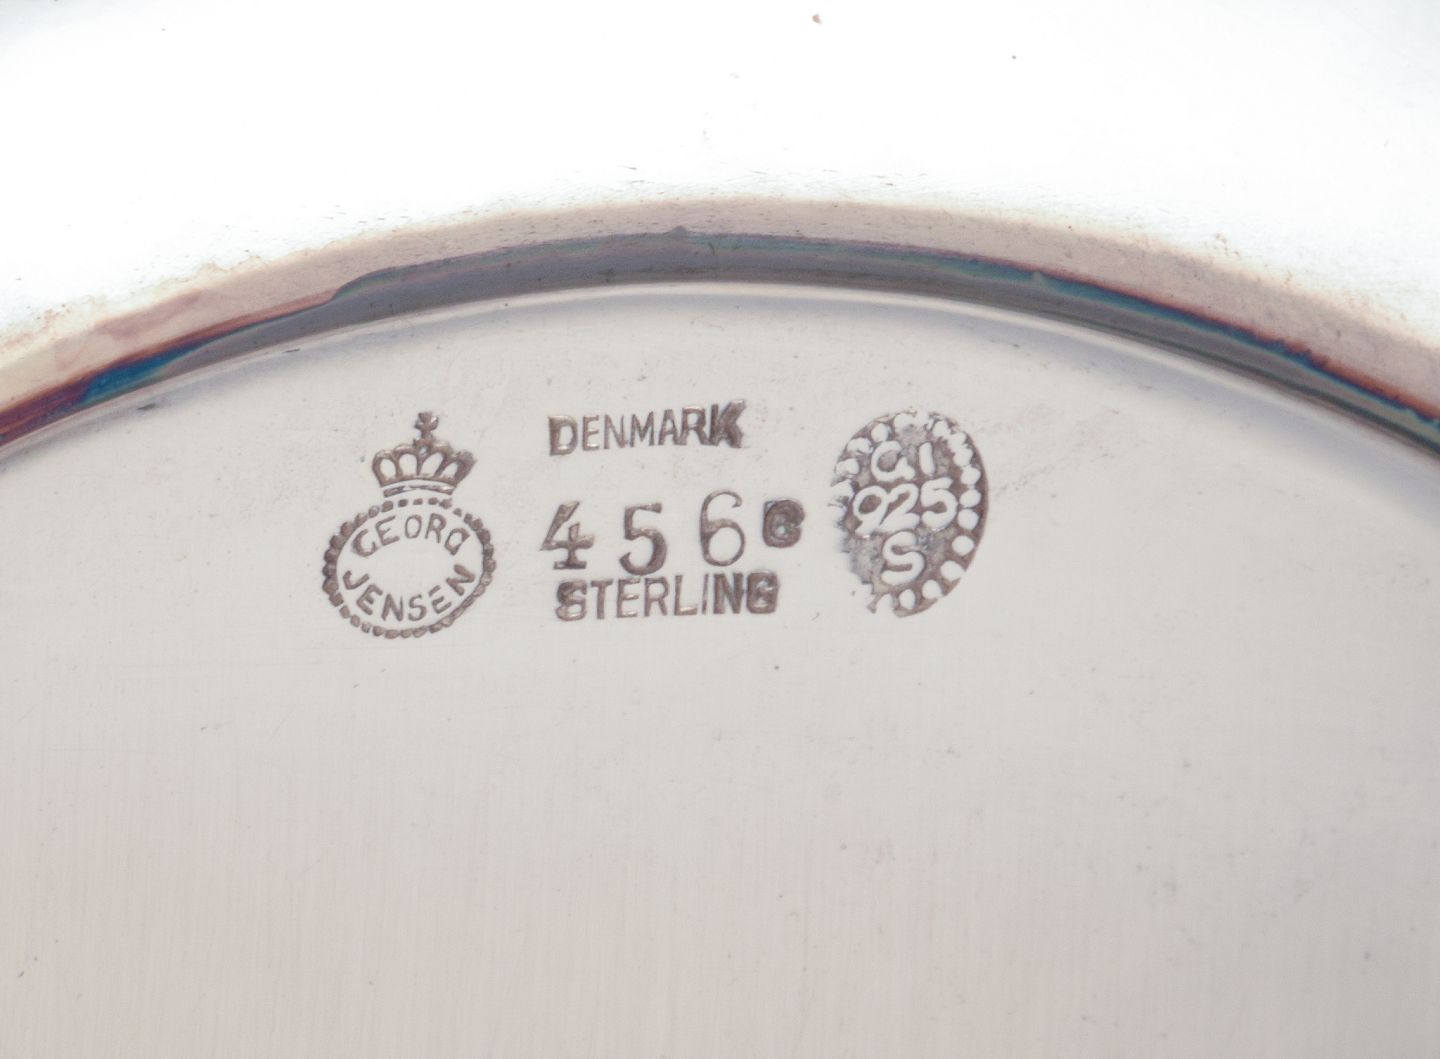 GEORG
JENSEN
DENMARK
456
STERLING
GI
925
S